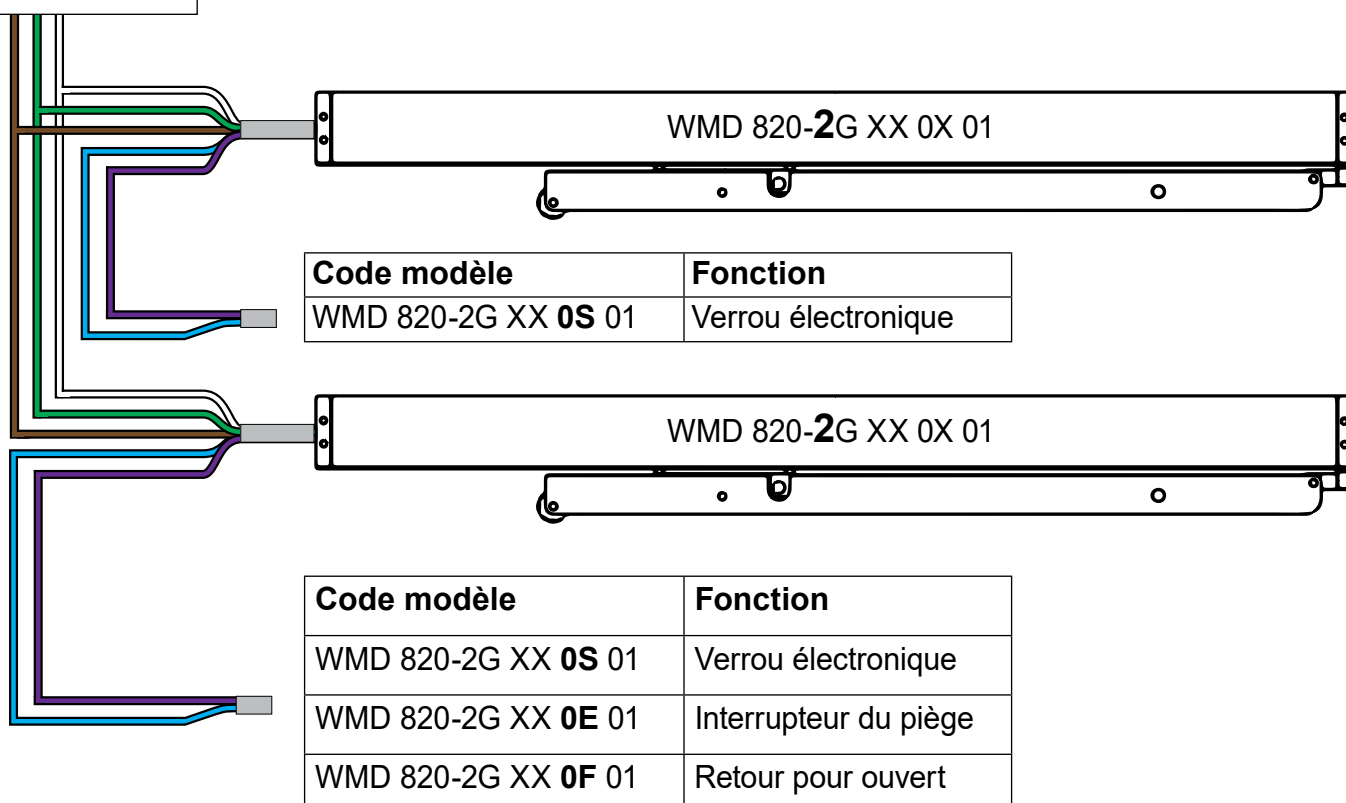 WMD 820-2G XX 0X 01
Code modèle Fonction
WMD 820-2G XX 0S 01 Verrou électronique
WMD 820-2G XX 0X 01
Code modèle Fonction
WMD 820-2G XX 0S 01 Verrou électronique
WMD 820-2G XX 0E 01 Interrupteur du piège
WMD 820-2G XX 0F 01 Retour pour ouvert